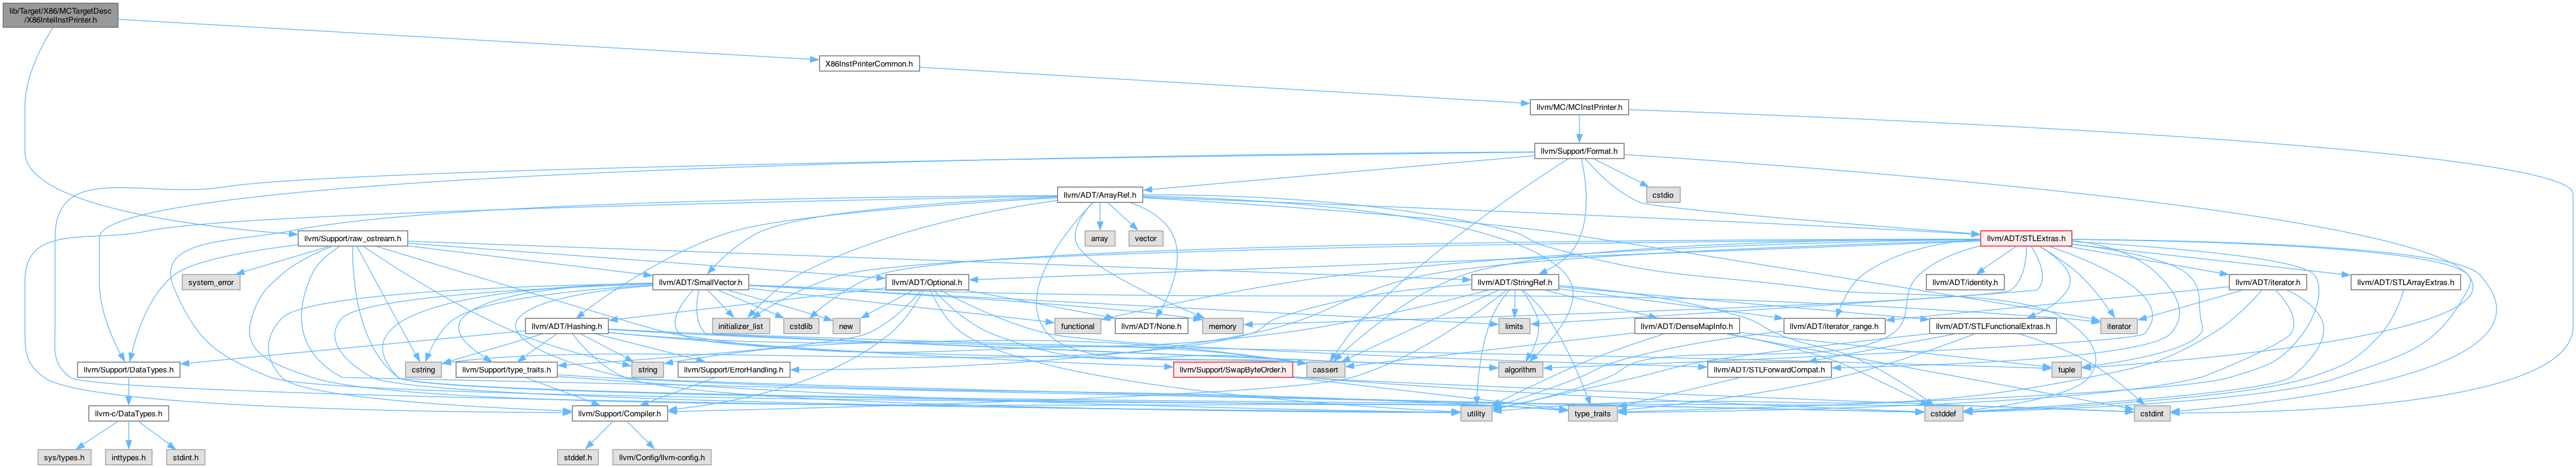 lib/Target/X86/MCTargetDesc
/X86IntelInstPrinter.h
X86InstPrinterCommon.h
llvm/MC/MCInstPrinter.h
llvm/Support/Format.h
llvm/ADT/ArrayRef.h
cstdio
llvm/Support/raw_ostream.h
array
vector
llvm/ADT/STLExtras.h
system_error
llvm/ADT/SmallVector.h
llvm/ADT/Optional.h
llvm/ADT/StringRef.h
llvm/ADT/identity.h
llvm/ADT/iterator.h
llvm/ADT/STLArrayExtras.h
llvm/ADT/Hashing.h
initializer_list
cstdlib
new
functional
llvm/ADT/None.h
memory
limits
llvm/ADT/DenseMapInfo.h
llvm/ADT/iterator_range.h
llvm/ADT/STLFunctionalExtras.h
iterator
llvm/Support/DataTypes.h
cstring
llvm/Support/type_traits.h
string
llvm/Support/ErrorHandling.h
llvm/Support/SwapByteOrder.h
cassert
algorithm
llvm/ADT/STLForwardCompat.h
tuple
llvm-c/DataTypes.h
llvm/Support/Compiler.h
utility
type_traits
cstddef
cstdint
sys/types.h
inttypes.h
stdint.h
stddef.h
llvm/Config/llvm-config.h